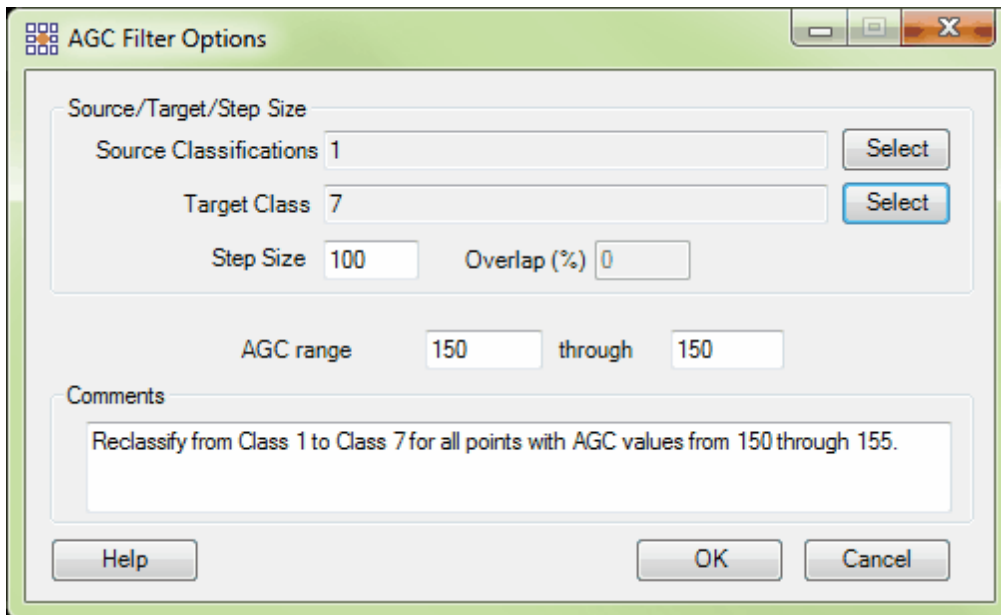 AGC Filter Options
Source/Target/Step Size
Source Classifications 1 Select
Target Class 7 Select
Step Size 100 Overlap (%) 0
AGC range 150 through 150
Comments
Reclassify from Class 1 to Class 7 for all points with AGC values from 150 through 155.
Help OK Cancel